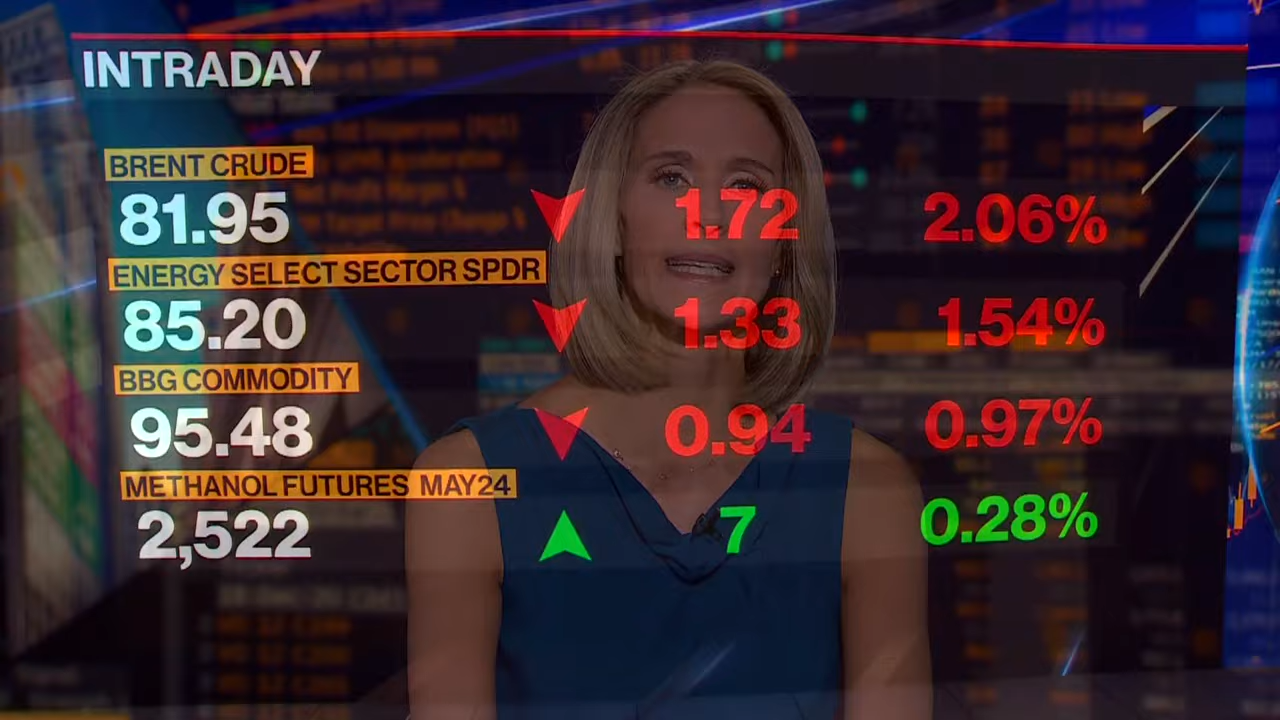 INTRADAY
BRENT CRUDE
81.95 1.72 2.06%
ENERGY SELECT SECTOR SPDR
85.20 1.33 1.54%
BBG COMMODITY
95.48 0.94 0.97%
METHANOL FUTURES MAY24
2,522 7 0.28%